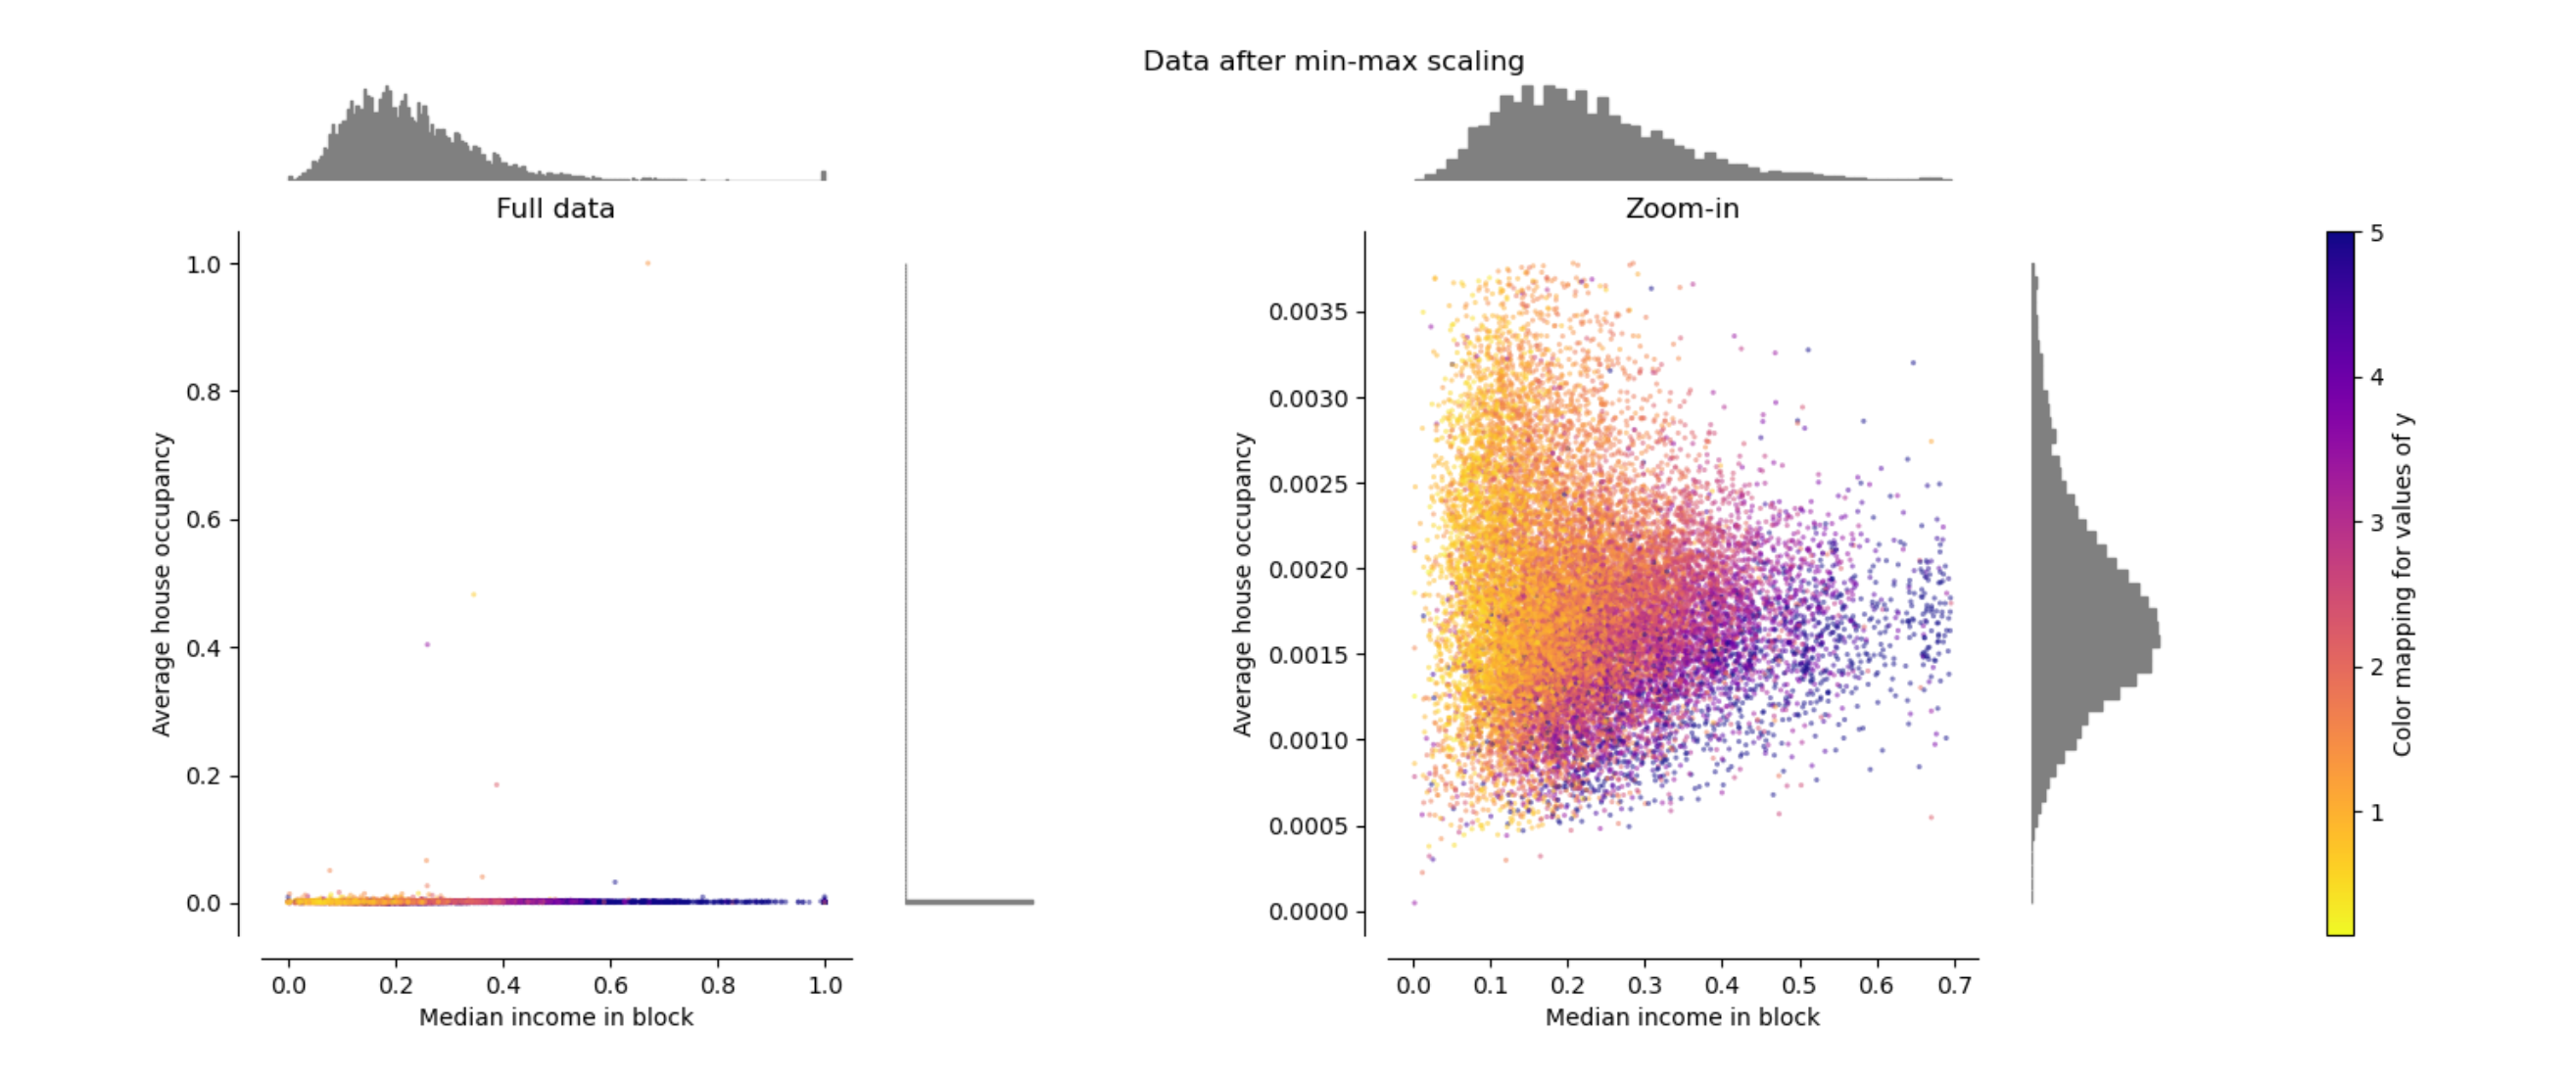 Data after min-max scaling
Full data
Zoom-in
1.0
0.8
0.6
0.4
0.2
0.0
Average house occupancy
0.0 0.2 0.4 0.6 0.8 1.0
Median income in block
0.0035
0.0030
0.0025
0.0020
0.0015
0.0010
0.0005
0.0000
Average house occupancy
0.0 0.1 0.2 0.3 0.4 0.5 0.6 0.7
Median income in block
5
4
3
2
1
Color mapping for values of y